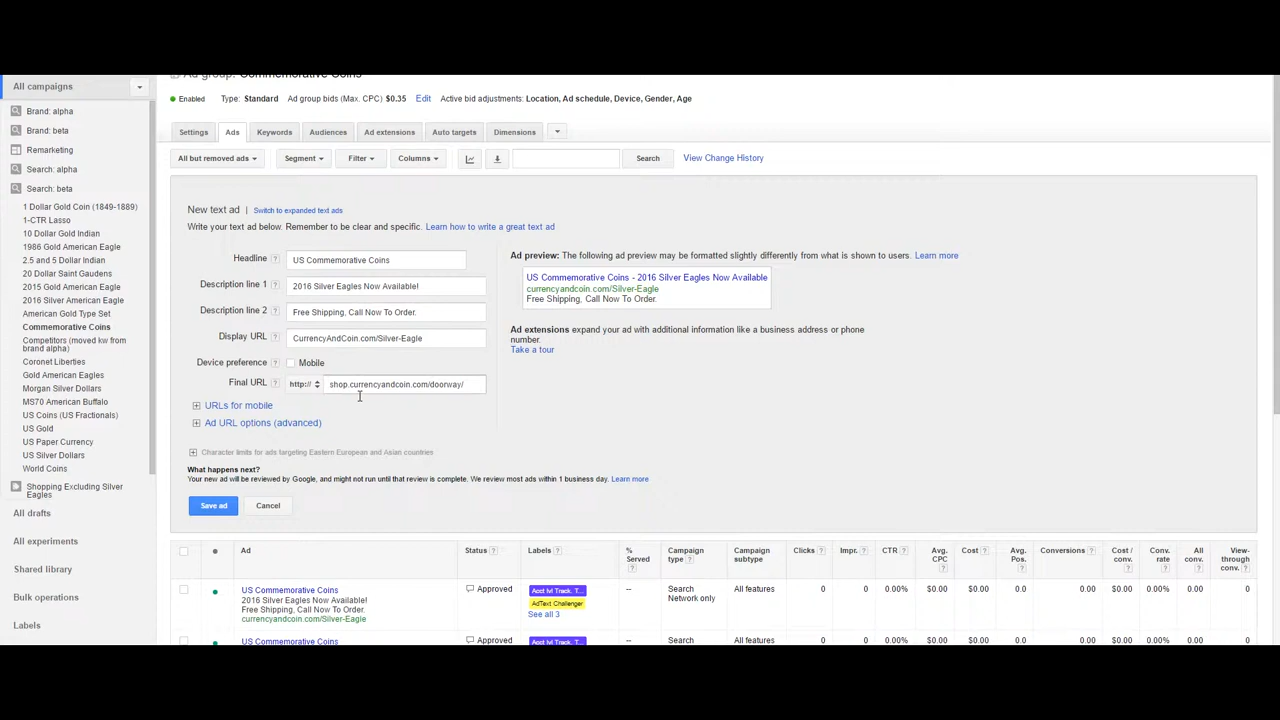 Ad group: Commemorative Coins
All campaigns
Enabled Type: Standard Ad group bids (Max. CPC) $0.35 Edit Active bid adjustments: Location, Ad schedule, Device, Gender, Age
Brand: alpha
Brand: beta
Remarketing
Search: alpha
Search: beta
1 Dollar Gold Coin (1849-1889)
1-CTR Lasso
10 Dollar Gold Indian
1986 Gold American Eagle
2.5 and 5 Dollar Indian
20 Dollar Saint Gaudens
2015 Gold American Eagle
2016 Silver American Eagle
American Gold Type Set
Commemorative Coins
Competitors (moved kw from
brand alpha)
Coronet Liberties
Gold American Eagles
Morgan Silver Dollars
MS70 American Buffalo
US Coins (US Fractionals)
US Gold
US Paper Currency
US Silver Dollars
World Coins
Shopping Excluding Silver
Eagles
All drafts
All experiments
Shared library
Bulk operations
Labels
Settings Ads Keywords Audiences Ad extensions Auto targets Dimensions
All but removed ads Segment Filter Columns Search View Change History
New text ad | Switch to expanded text ads
Write your text ad below. Remember to be clear and specific. Learn how to write a great text ad
Headline ? US Commemorative Coins
Description line 1 ? 2016 Silver Eagles Now Available!
Description line 2 ? Free Shipping, Call Now To Order.
Display URL ? CurrencyAndCoin.com/Silver-Eagle
Device preference ? Mobile
Final URL ? http:// shop.currencyandcoin.com/doorway/
URLs for mobile
Ad URL options (advanced)
Character limits for ads targeting Eastern European and Asian countries
What happens next?
Your new ad will be reviewed by Google, and might not run until that review is complete. We review most ads within 1 business day. Learn more
Save ad Cancel
Ad preview: The following ad preview may be formatted slightly differently from what is shown to users. Learn more
US Commemorative Coins - 2016 Silver Eagles Now Available
currencyandcoin.com/Silver-Eagle
Free Shipping, Call Now To Order.
Ad extensions expand your ad with additional information like a business address or phone
number.
Take a tour
Ad Status ? Labels ? % Served ? Campaign type ? Campaign subtype Clicks ? Impr. ? CTR ? Avg. CPC ? Cost ? Avg. Pos. ? Conversions ? Cost / conv. ? Conv. rate ? All conv. ? View-through conv. ?
US Commemorative Coins
2016 Silver Eagles Now Available!
Free Shipping, Call Now To Order.
currencyandcoin.com/Silver-Eagle
Approved
Acct lvl Track. T...
AdText Challenger
See all 3
--
Search
Network only
All features 0 0 0.00% $0.00 $0.00 0.0 0.00 $0.00 0.00% 0.00 0
US Commemorative Coins
Approved
Acct lvl Track. T...
--
Search
All features 0 0 0.00% $0.00 $0.00 0.0 0.00 $0.00 0.00% 0.00 0